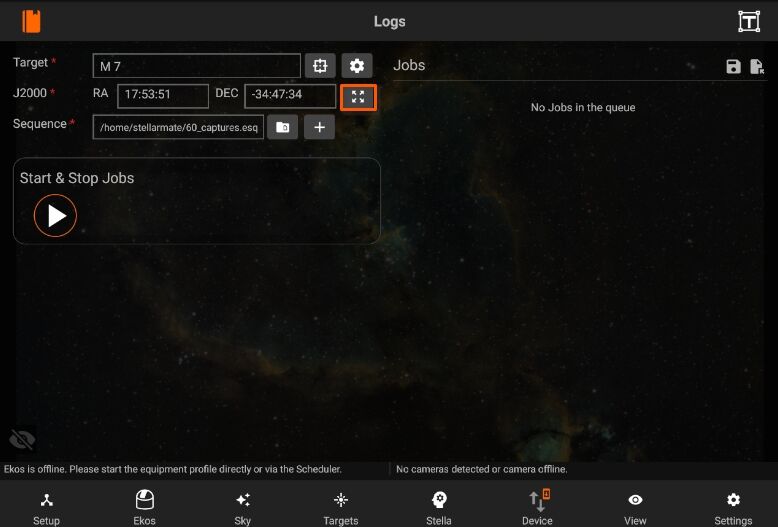 Logs
T
Target *
M 7
J2000 *
RA
17:53:51
DEC
-34:47:34
Sequence *
/home/stellarmate/60_captures.esq
Start & Stop Jobs
Jobs
No Jobs in the queue
Ekos is offline. Please start the equipment profile directly or via the Scheduler.
No cameras detected or camera offline.
Setup
Ekos
Sky
Targets
Stella
Device
View
Settings